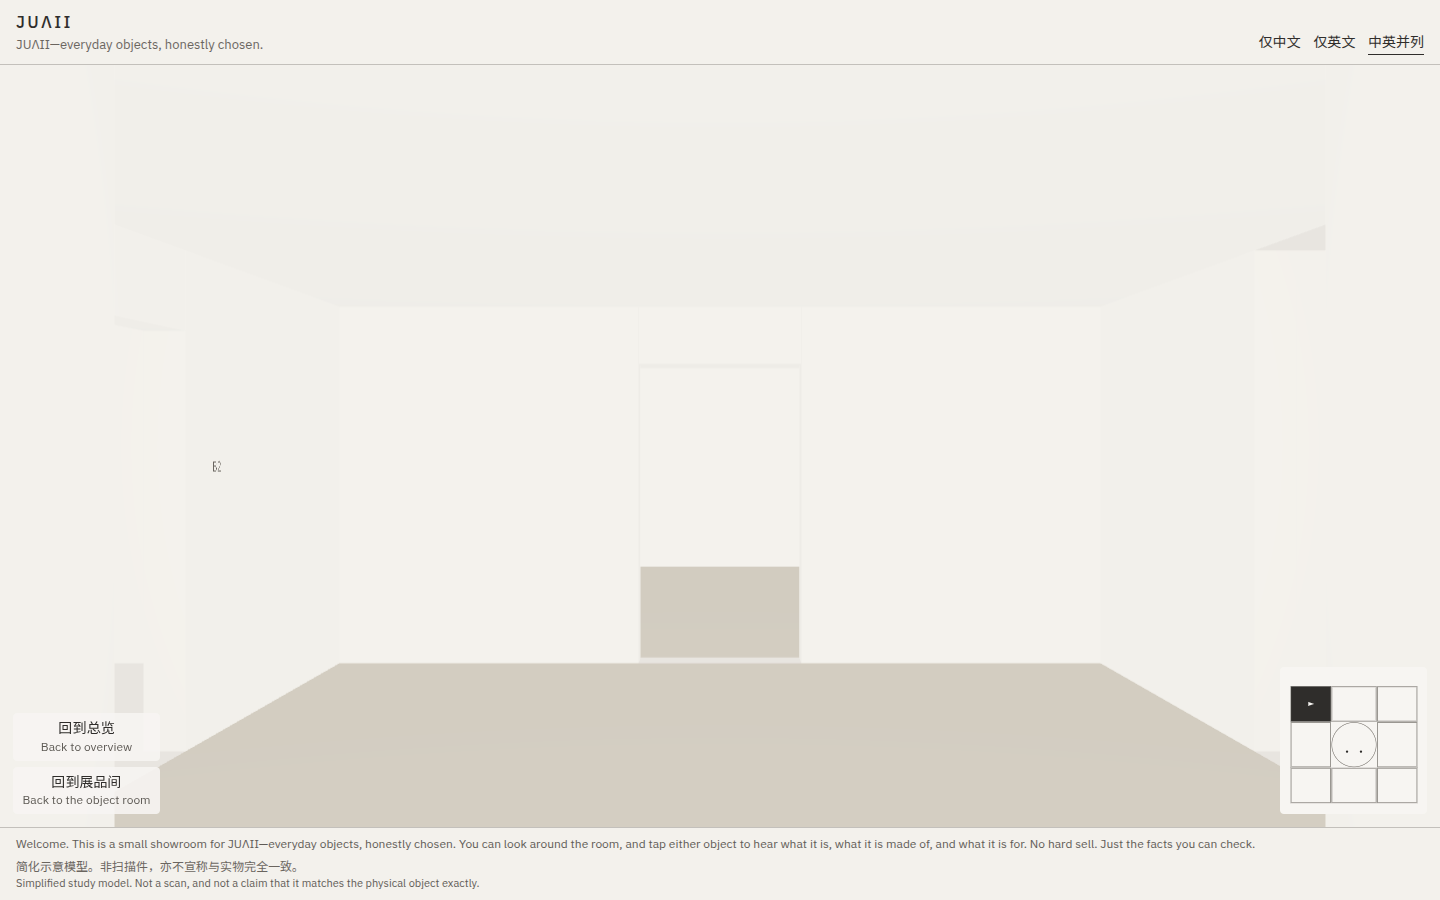 JUΛII
JUΛII—everyday objects, honestly chosen.
仅中文 仅英文 中英并列
B2
回到总览
Back to overview
回到展品间
Back to the object room
Welcome. This is a small showroom for JUΛII—everyday objects, honestly chosen. You can look around the room, and tap either object to hear what it is, what it is made of, and what it is for. No hard sell. Just the facts you can check.
简化示意模型。非扫描件，亦不宣称与实物完全一致。
Simplified study model. Not a scan, and not a claim that it matches the physical object exactly.